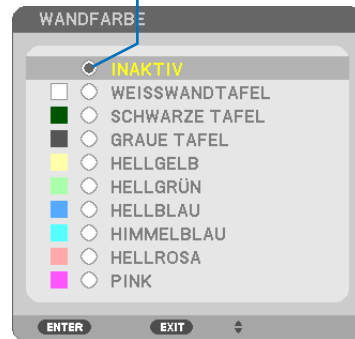 WANDFARBE
INAKTIV
WEISSWANDTAFEL
SCHWARZE TAFEL
GRAUE TAFEL
HELLGELB
HELLGRÜN
HELLBLAU
HIMMELBLAU
HELLROSA
PINK
ENTER EXIT